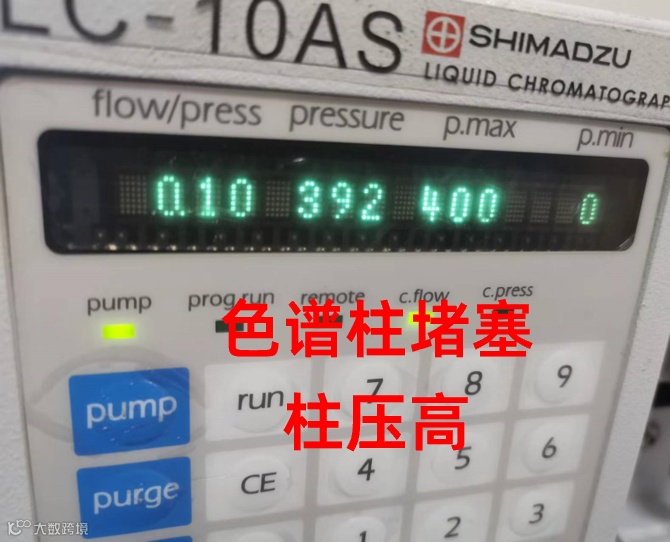 LC-10AS SHIMADZU
LIQUID CHROMATOGRAP
flow/press pressure p.max p.min
0.10 392 400 0
pump prog.run remote c.flow c.press
色谱柱堵塞
pump run 7 8 9
柱压高
purge CE 4 5 6
1 2 3
大数跨境